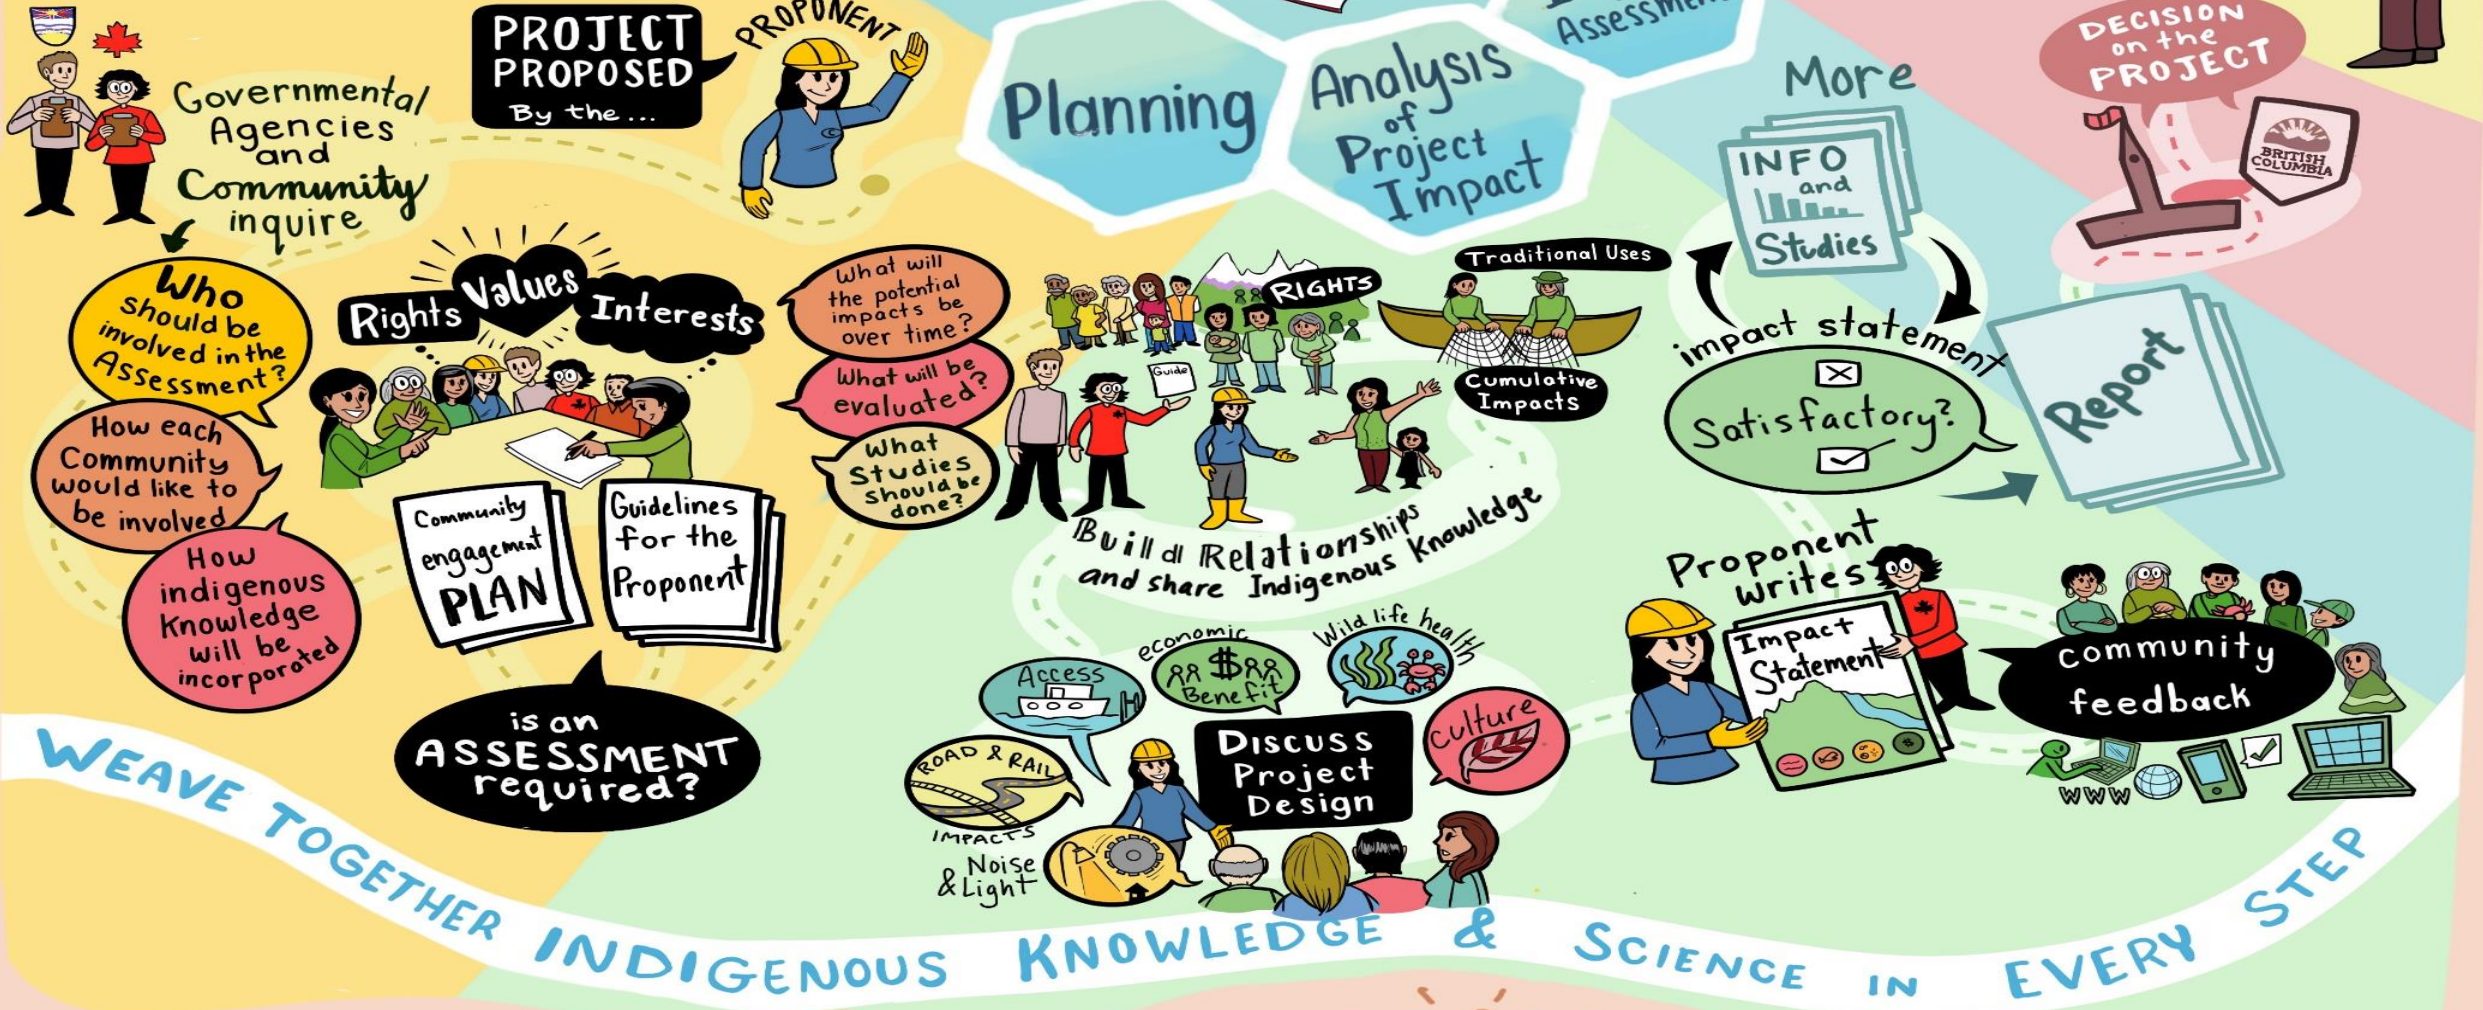 PROJECT
PROPOSED
By the...
PROPONENT
Governmental
Agencies
and
Community
inquire
Who
should be
involved in the
Assessment?
How each
Community
would like to
be involved
How
indigenous
Knowledge
will be
incorporated
Rights
Values
Interests
Community
engagement
PLAN
Guidelines
for the
Proponent
is an
ASSESSMENT
required?
What will
the potential
impacts be
over time?
What will be
evaluated?
What
Studies
should be
done?
Planning
Analysis
of
Project
Impact
Assessment
RIGHTS
Traditional Uses
Guide
Cumulative
Impacts
Build Relationships
and share Indigenous Knowledge
Access
economic
$
Benefit
Wild life health
ROAD & RAIL
IMPACTS
Noise
& Light
DISCUSS
Project
Design
Culture
More
INFO
and
Studies
impact statement
Satisfactory?
Report
DECISION
on the
PROJECT
BRITISH
COLUMBIA
Proponent
writes
Impact
Statement
$
Community
feedback
WWW
WEAVE TOGETHER INDIGENOUS KNOWLEDGE & SCIENCE IN EVERY STEP